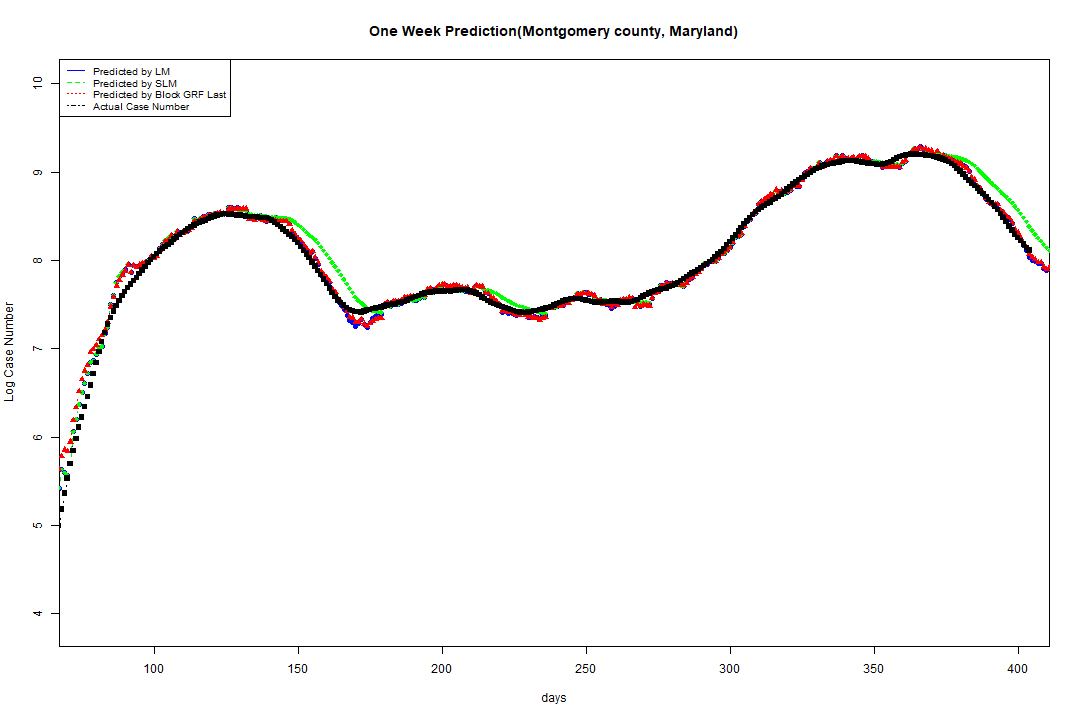 One Week Prediction(Montgomery county, Maryland)
Predicted by LM
Predicted by SLM
Predicted by Block GRF Last
Actual Case Number
10
9
8
7
6
5
4
Log Case Number
100 150 200 250 300 350 400
days